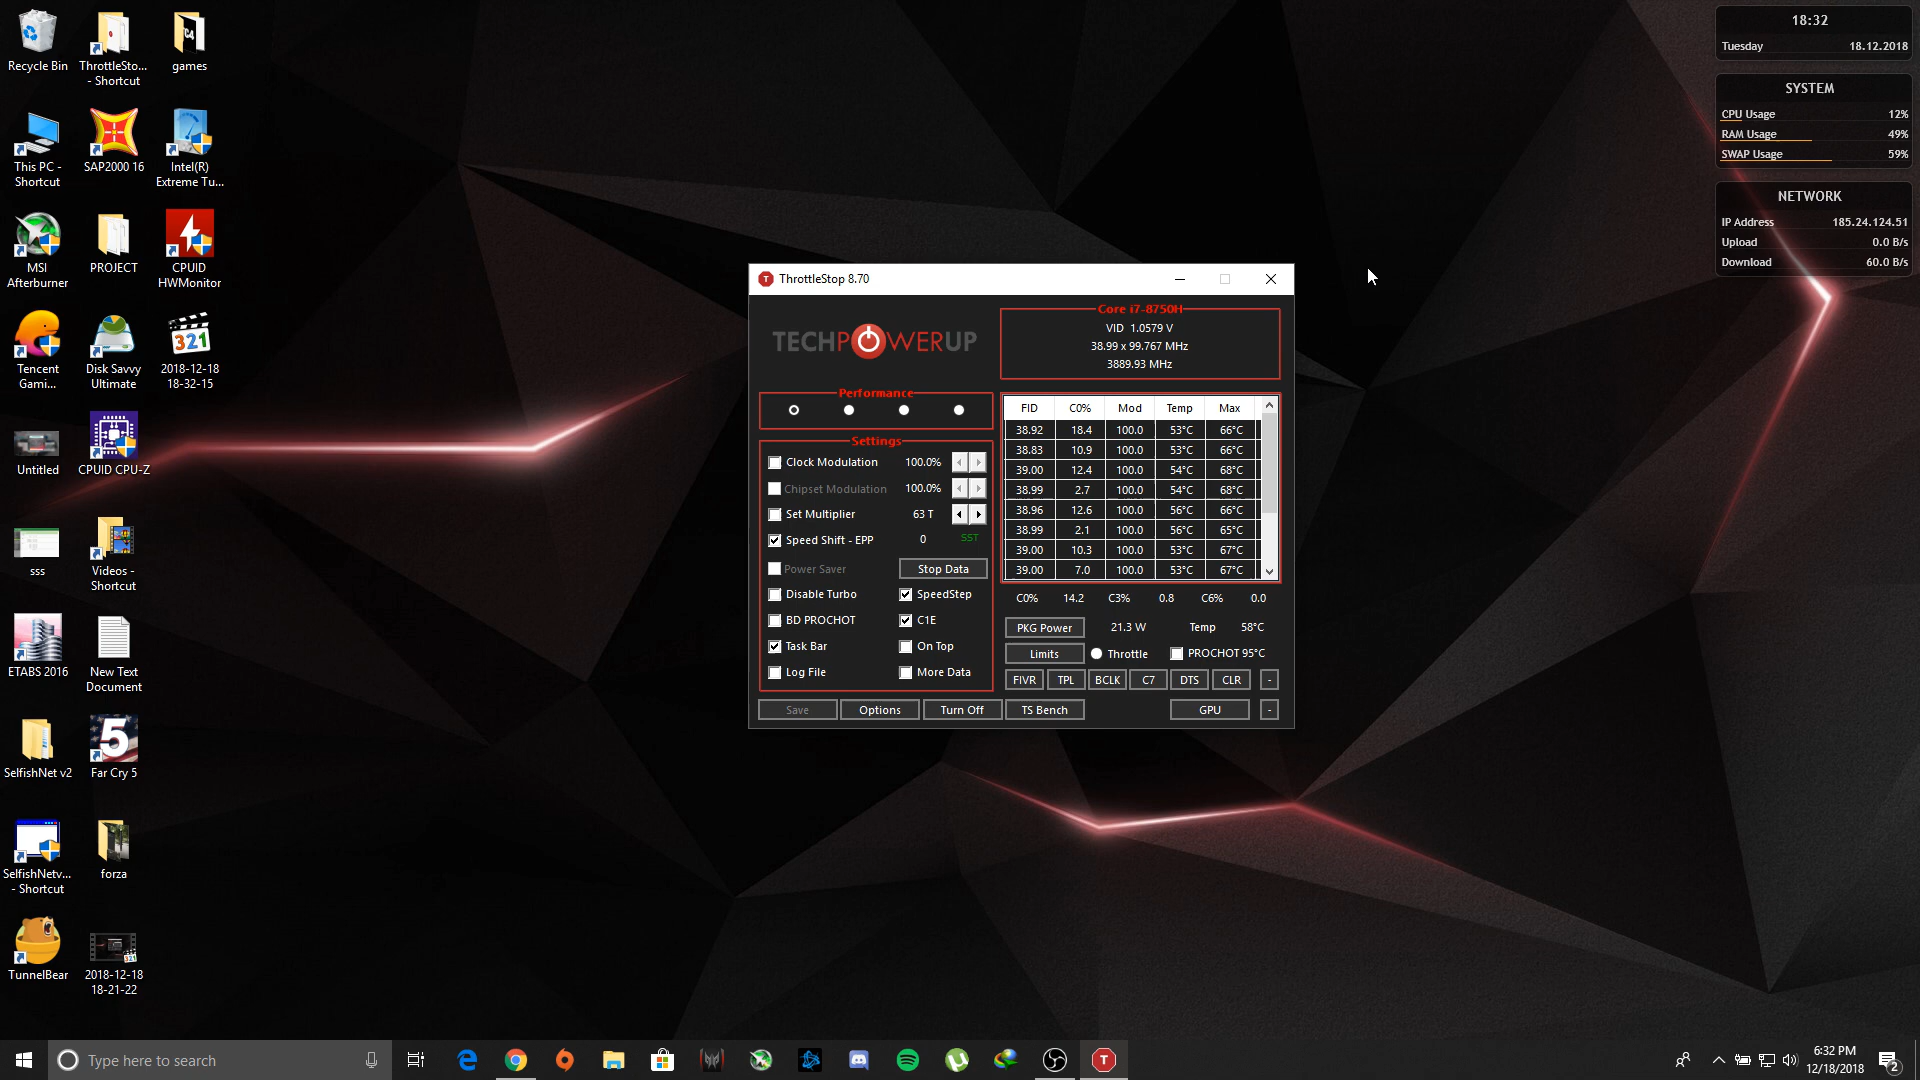 Recycle Bin
ThrottleSto...
- Shortcut
games
This PC -
Shortcut
SAP2000 16
Intel(R)
Extreme Tu...
MSI
Afterburner
PROJECT
CPUID
HWMonitor
Tencent
Gami...
Disk Savvy
Ultimate
321
2018-12-18
18-32-15
Untitled
CPUID CPU-Z
sss
Videos -
Shortcut
ETABS 2016
New Text
Document
SelfishNet v2
5
Far Cry 5
SelfishNetv...
- Shortcut
forza
TunnelBear
321
2018-12-18
18-21-22
18:32
Tuesday 18.12.2018
SYSTEM
CPU Usage 12%
RAM Usage 49%
SWAP Usage 59%
NETWORK
IP Address 185.24.124.51
Upload 0.0 B/s
Download 60.0 B/s
T ThrottleStop 8.70
TECHPOWERUP
Core i7-8750H
VID 1.0579 V
38.99 x 99.767 MHz
3889.93 MHz
Performance
Settings
Clock Modulation 100.0%
Chipset Modulation 100.0%
Set Multiplier 63 T
Speed Shift - EPP 0 SST
Power Saver Stop Data
Disable Turbo SpeedStep
BD PROCHOT C1E
Task Bar On Top
Log File More Data
FID C0% Mod Temp Max
38.92 18.4 100.0 53°C 66°C
38.83 10.9 100.0 53°C 66°C
39.00 12.4 100.0 54°C 68°C
38.99 2.7 100.0 54°C 68°C
38.96 12.6 100.0 56°C 66°C
38.99 2.1 100.0 56°C 65°C
39.00 10.3 100.0 53°C 67°C
39.00 7.0 100.0 53°C 67°C
C0% 14.2 C3% 0.8 C6% 0.0
PKG Power 21.3 W Temp 58°C
Limits Throttle PROCHOT 95°C
FIVR TPL BCLK C7 DTS CLR -
Save Options Turn Off TS Bench GPU -
Type here to search
T
6:32 PM
12/18/2018
2